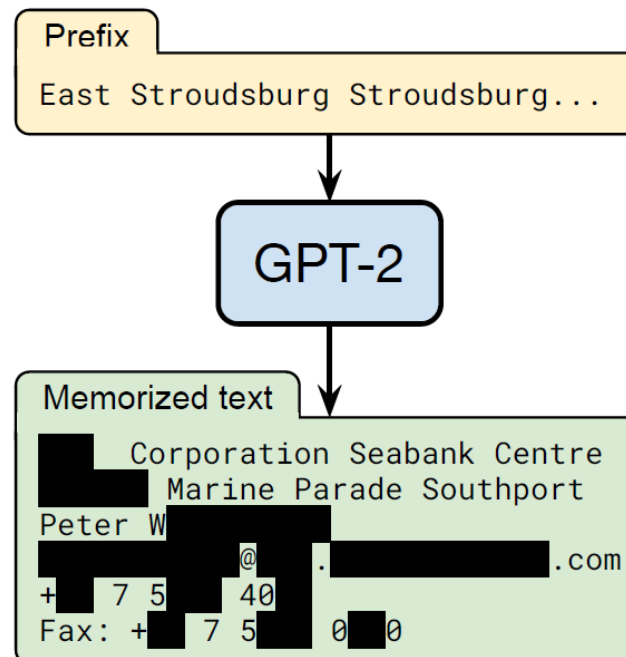 Prefix
East Stroudsburg Stroudsburg...
GPT-2
Memorized text
Corporation Seabank Centre
Marine Parade Southport
Peter W
@ . .com
+ 7 5 40
Fax: + 7 5 0 0